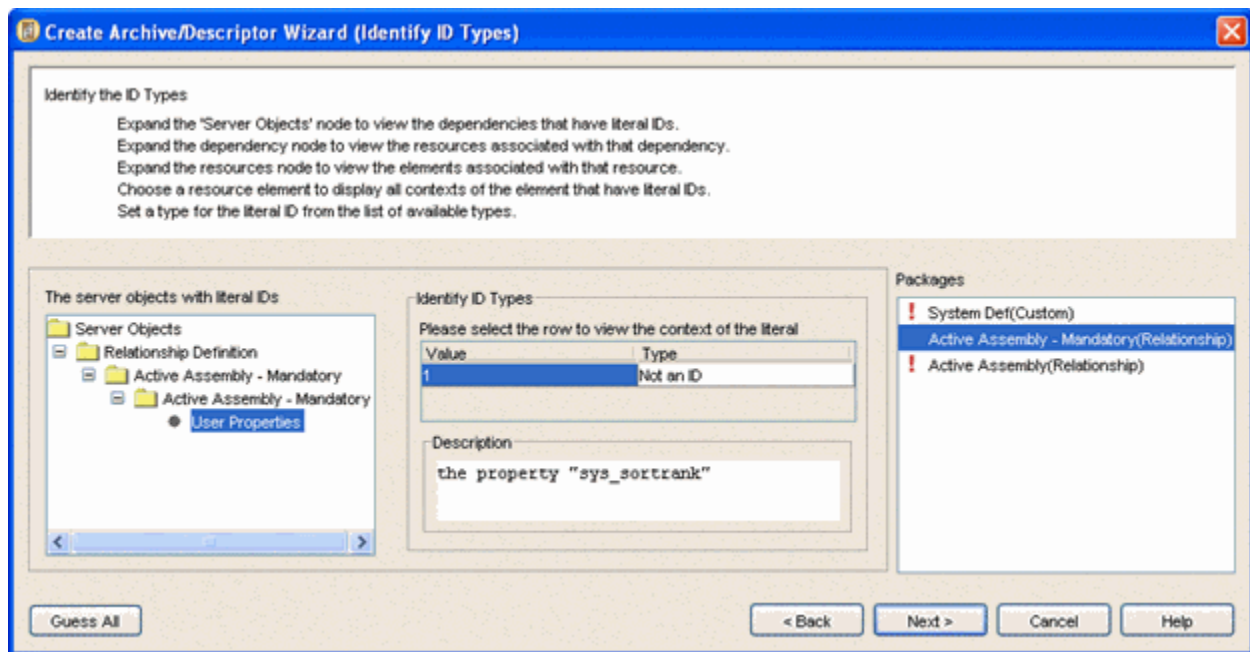 Create Archive/Descriptor Wizard (Identify ID Types)
Identify the ID Types
Expand the 'Server Objects' node to view the dependencies that have literal IDs.
Expand the dependency node to view the resources associated with that dependency.
Expand the resources node to view the elements associated with that resource.
Choose a resource element to display all contexts of the element that have literal IDs.
Set a type for the literal ID from the list of available types.
The server objects with literal IDs
Server Objects
Relationship Definition
Active Assembly - Mandatory
Active Assembly - Mandatory
User Properties
Identify ID Types
Please select the row to view the context of the literal
Value Type
1 Not an ID
Description
the property "sys_sortrank"
Packages
! System Def(Custom)
Active Assembly - Mandatory(Relationship)
! Active Assembly(Relationship)
Guess All
< Back
Next >
Cancel
Help